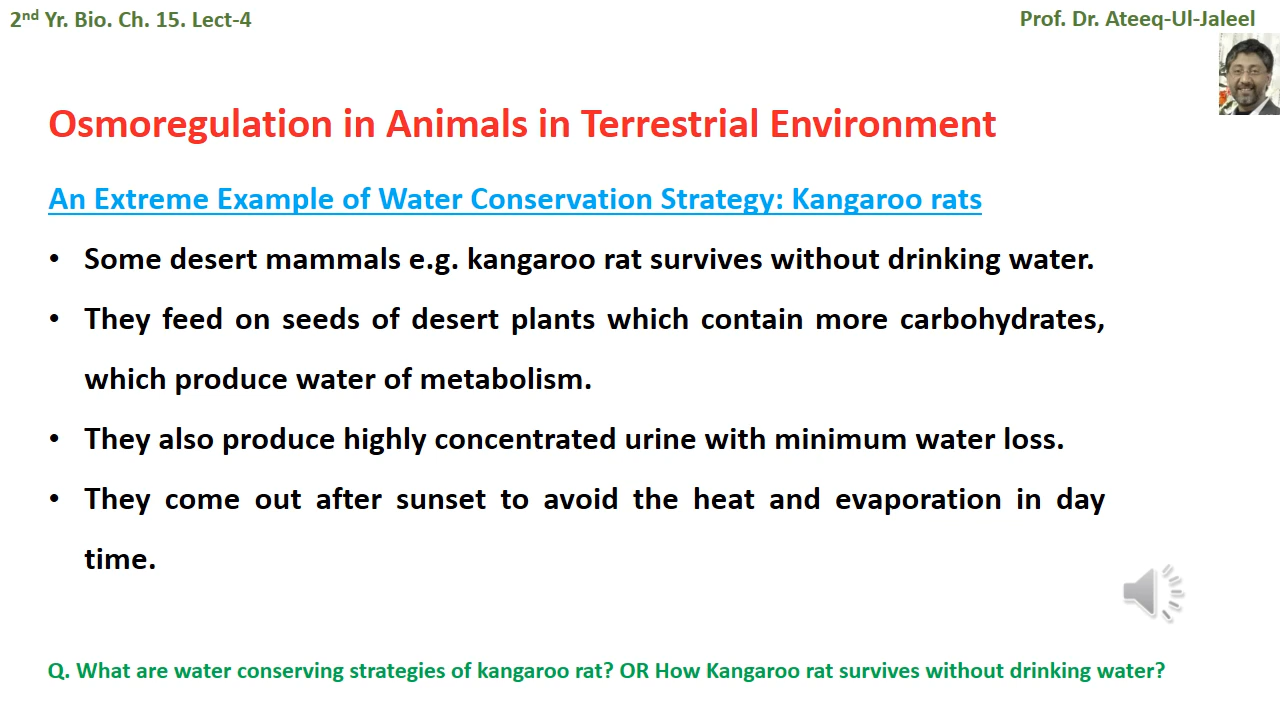 2nd Yr. Bio. Ch. 15. Lect-4
Prof. Dr. Ateeq-Ul-Jaleel
Osmoregulation in Animals in Terrestrial Environment
An Extreme Example of Water Conservation Strategy: Kangaroo rats
• Some desert mammals e.g. kangaroo rat survives without drinking water.
• They feed on seeds of desert plants which contain more carbohydrates,
which produce water of metabolism.
• They also produce highly concentrated urine with minimum water loss.
• They come out after sunset to avoid the heat and evaporation in day
time.
Q. What are water conserving strategies of kangaroo rat? OR How Kangaroo rat survives without drinking water?